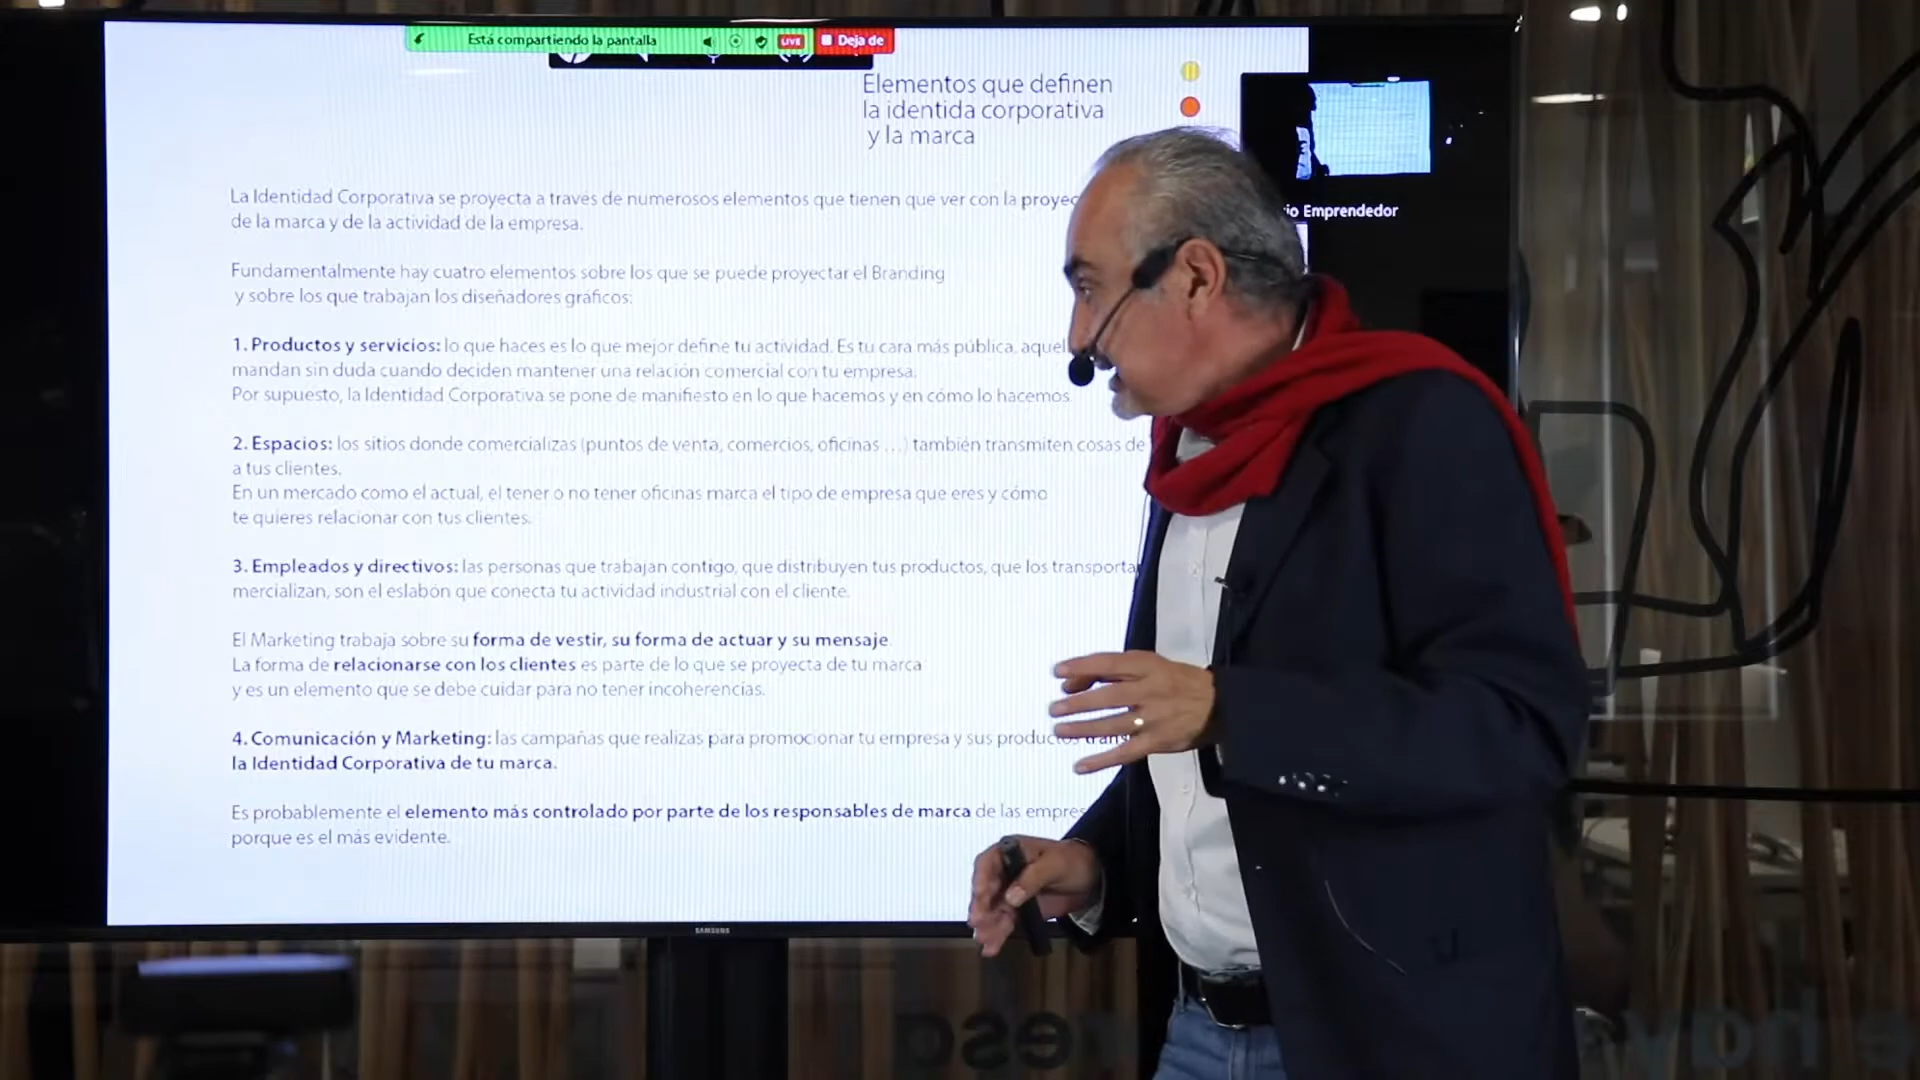 Está compartiendo la pantalla
LIVE
Deja de
Elementos que definen
la identida corporativa
y la marca
Emprendedor
La Identidad Corporativa se proyecta a través de numerosos elementos que tienen que ver con la proyec
de la marca y de la actividad de la empresa.
Fundamentalmente hay cuatro elementos sobre los que se puede proyectar el Branding
y sobre los que trabajan los diseñadores gráficos:
1. Productos y servicios: lo que haces es lo que mejor define tu actividad. Es tu cara más pública, aquel
mandan sin duda cuando deciden mantener una relación comercial con tu empresa.
Por supuesto, la Identidad Corporativa se pone de manifiesto en lo que hacemos y en cómo lo hacemos.
2. Espacios: los sitios donde comercializas (puntos de venta, comercios, oficinas ...) también transmiten cosas de
a tus clientes.
En un mercado como el actual, el tener o no tener oficinas marca el tipo de empresa que eres y cómo
te quieres relacionar con tus clientes.
3. Empleados y directivos: las personas que trabajan contigo, que distribuyen tus productos, que los transporta
mercializan, son el eslabón que conecta tu actividad industrial con el cliente.
El Marketing trabaja sobre su forma de vestir, su forma de actuar y su mensaje.
La forma de relacionarse con los clientes es parte de lo que se proyecta de tu marca
y es un elemento que se debe cuidar para no tener incoherencias.
4. Comunicación y Marketing: las campañas que realizas para promocionar tu empresa y sus productos trans
la Identidad Corporativa de tu marca.
Es probablemente el elemento más controlado por parte de los responsables de marca de las empres
porque es el más evidente.
SAMSUNG